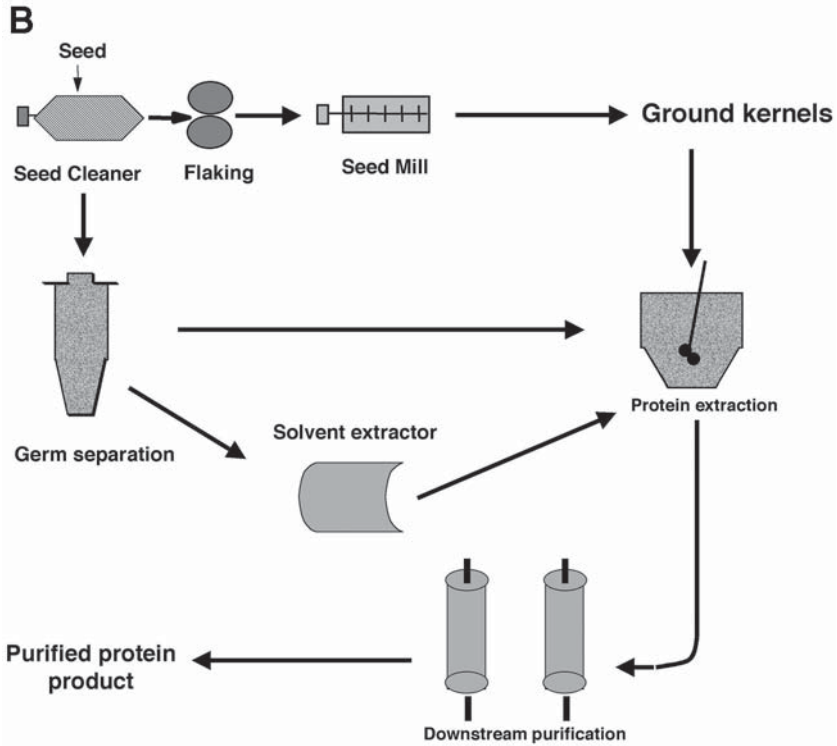 B
Seed
Seed Cleaner
Flaking
Seed Mill
Ground kernels
Germ separation
Solvent extractor
Protein extraction
Purified protein
product
Downstream purification